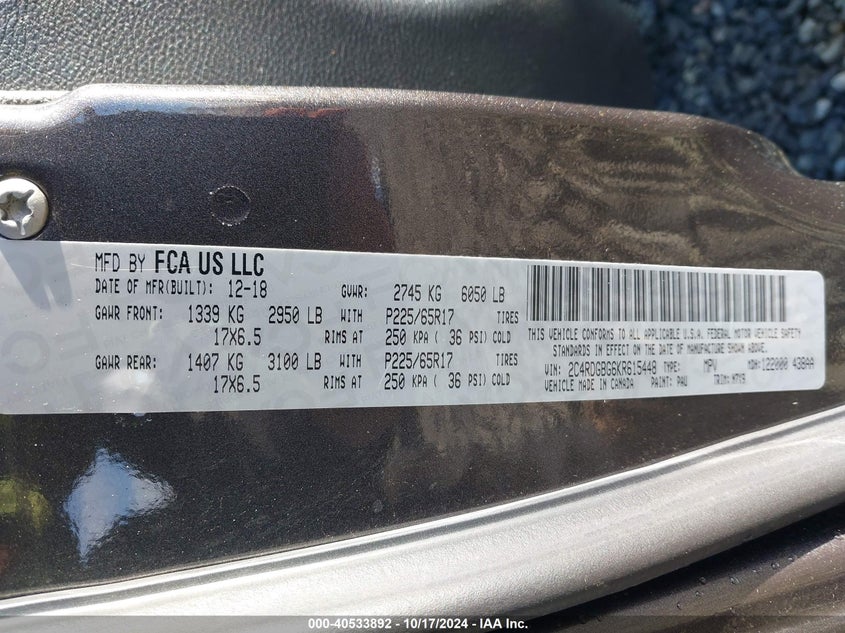 MFD BY FCA US LLC
DATE OF MFR(BUILT): 12-18 GVWR: 2745 KG 6050 LB
GAWR FRONT: 1339 KG 2950 LB WITH P225/65R17 TIRES
17X6.5 RIMS AT 250 KPA ( 36 PSI) COLD
GAWR REAR: 1407 KG 3100 LB WITH P225/65R17 TIRES
17X6.5 RIMS AT 250 KPA ( 36 PSI) COLD
THIS VEHICLE CONFORMS TO ALL APPLICABLE U.S.A. FEDERAL MOTOR VEHICLE SAFETY
STANDARDS IN EFFECT ON THE DATE OF MANUFACTURE SHOWN ABOVE.
VIN: 2C4RDGBG6KR615448 TYPE: MPV MDH: 122000 439AA
VEHICLE MADE IN CANADA PAINT: PAU TRIM:
000-40533892 - 10/17/2024 - IAA Inc.